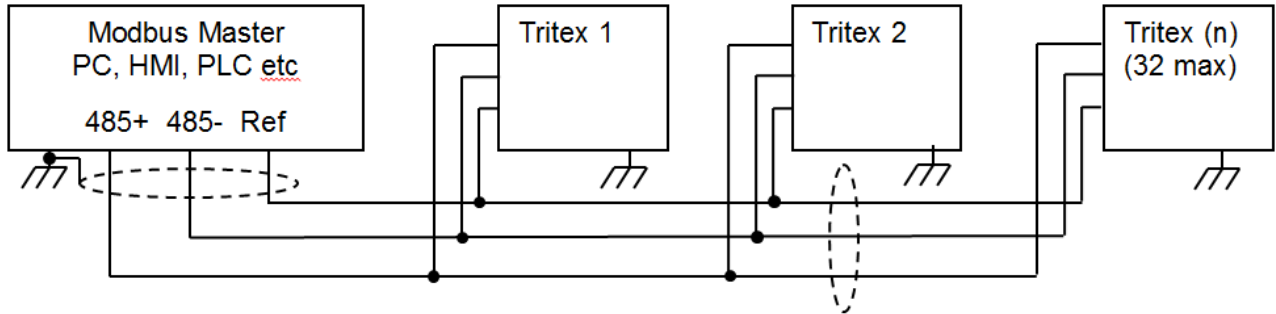 Modbus Master
PC, HMI, PLC etc
485+ 485- Ref
Tritex 1
Tritex 2
Tritex (n)
(32 max)